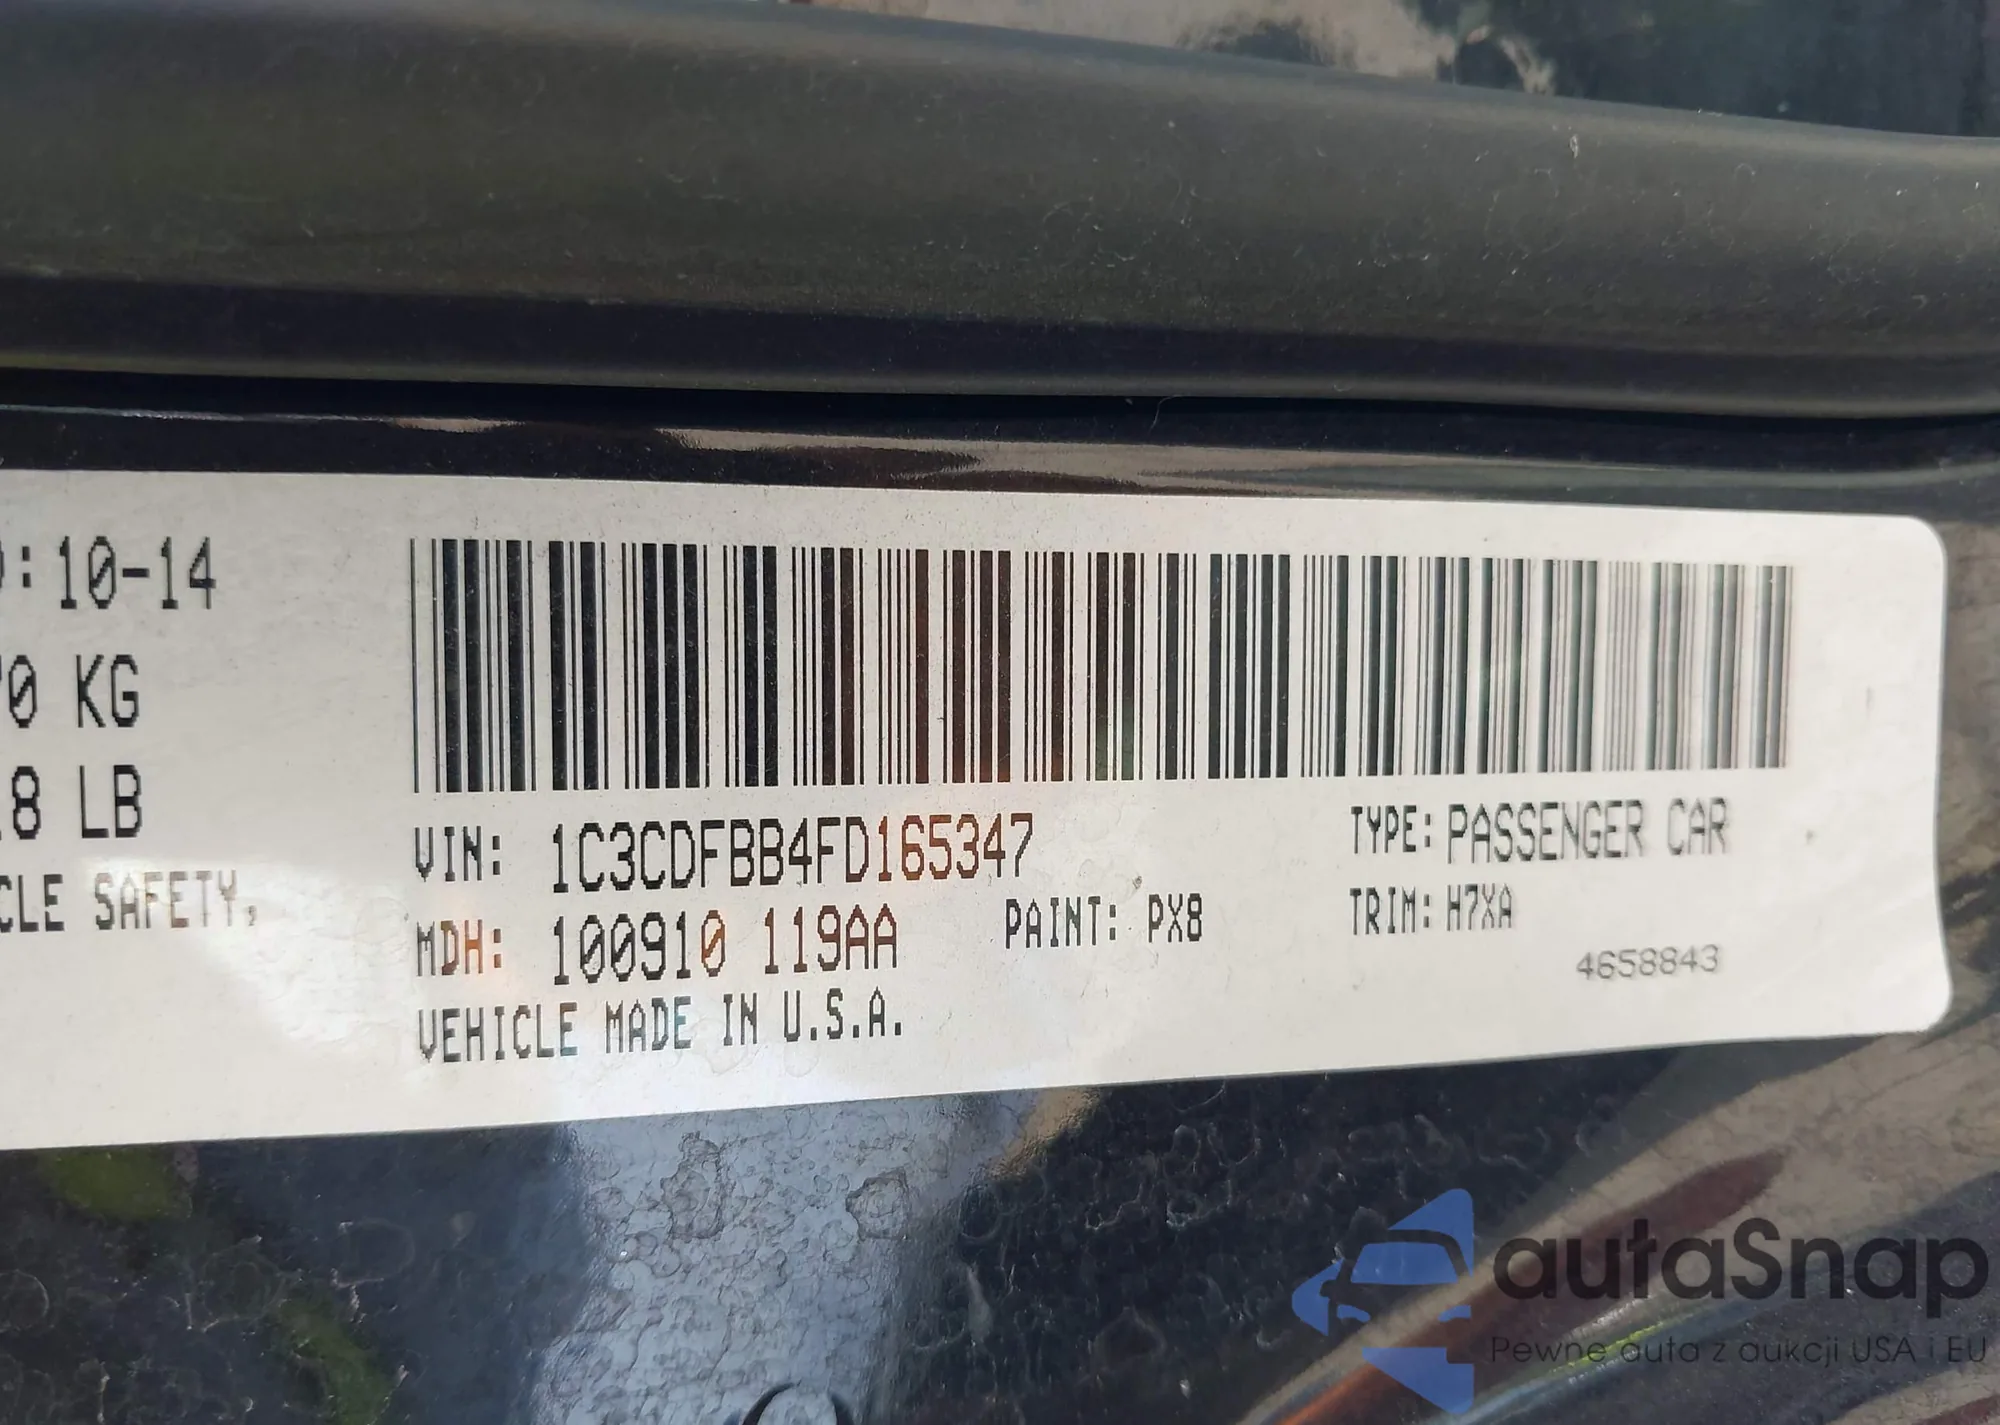 : 10-14
0 KG
8 LB
CLE SAFETY,
VIN: 1C3CDFBB4FD165347
TYPE: PASSENGER CAR
MDH: 100910 119AA
PAINT: PX8
TRIM: H7XA
4658843
VEHICLE MADE IN U.S.A.
autaSnap
Pewne auta z aukcji USA i EU